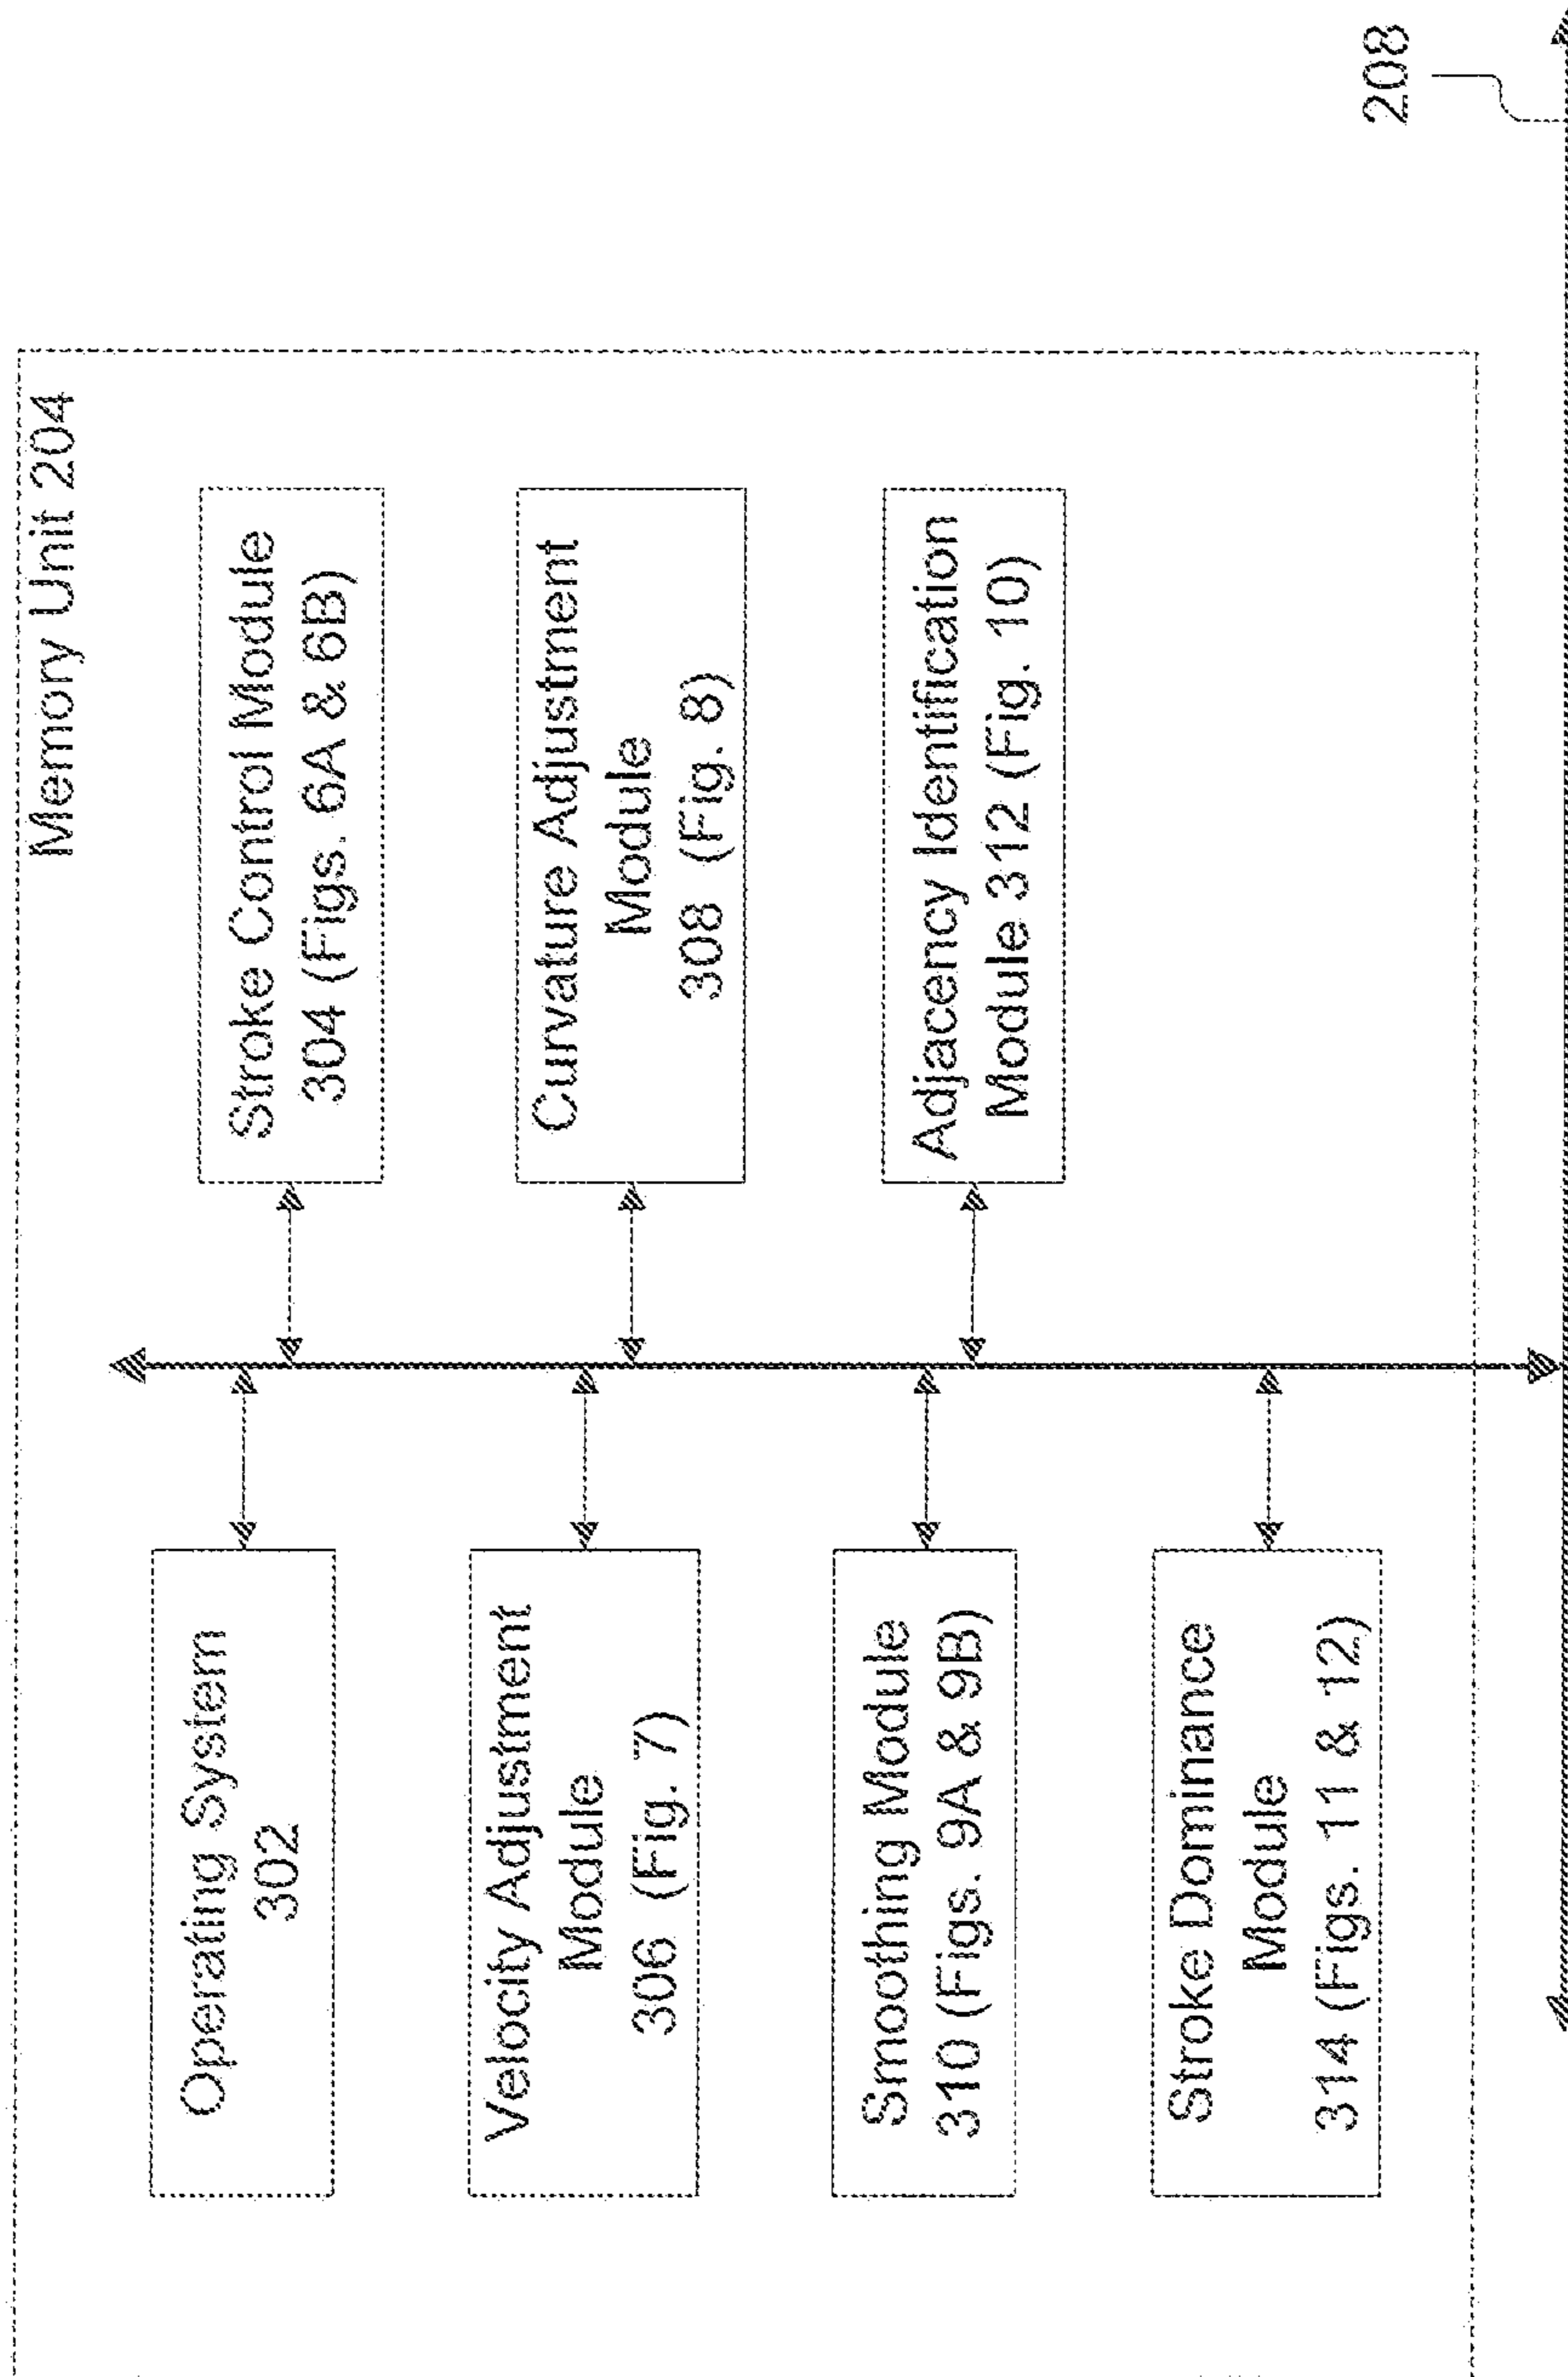 Memory Unit 204
Operating System
302
Stroke Control Module
304 (Figs. 6A & 6B)
Velocity Adjustment
Module
306 (Fig. 7)
Curvature Adjustment
Module
308 (Fig. 8)
Smoothing Module
310 (Figs. 9A & 9B)
Adjacency Identification
Module 312 (Fig. 10)
Stroke Dominance
Module
314 (Figs. 11 & 12)
208